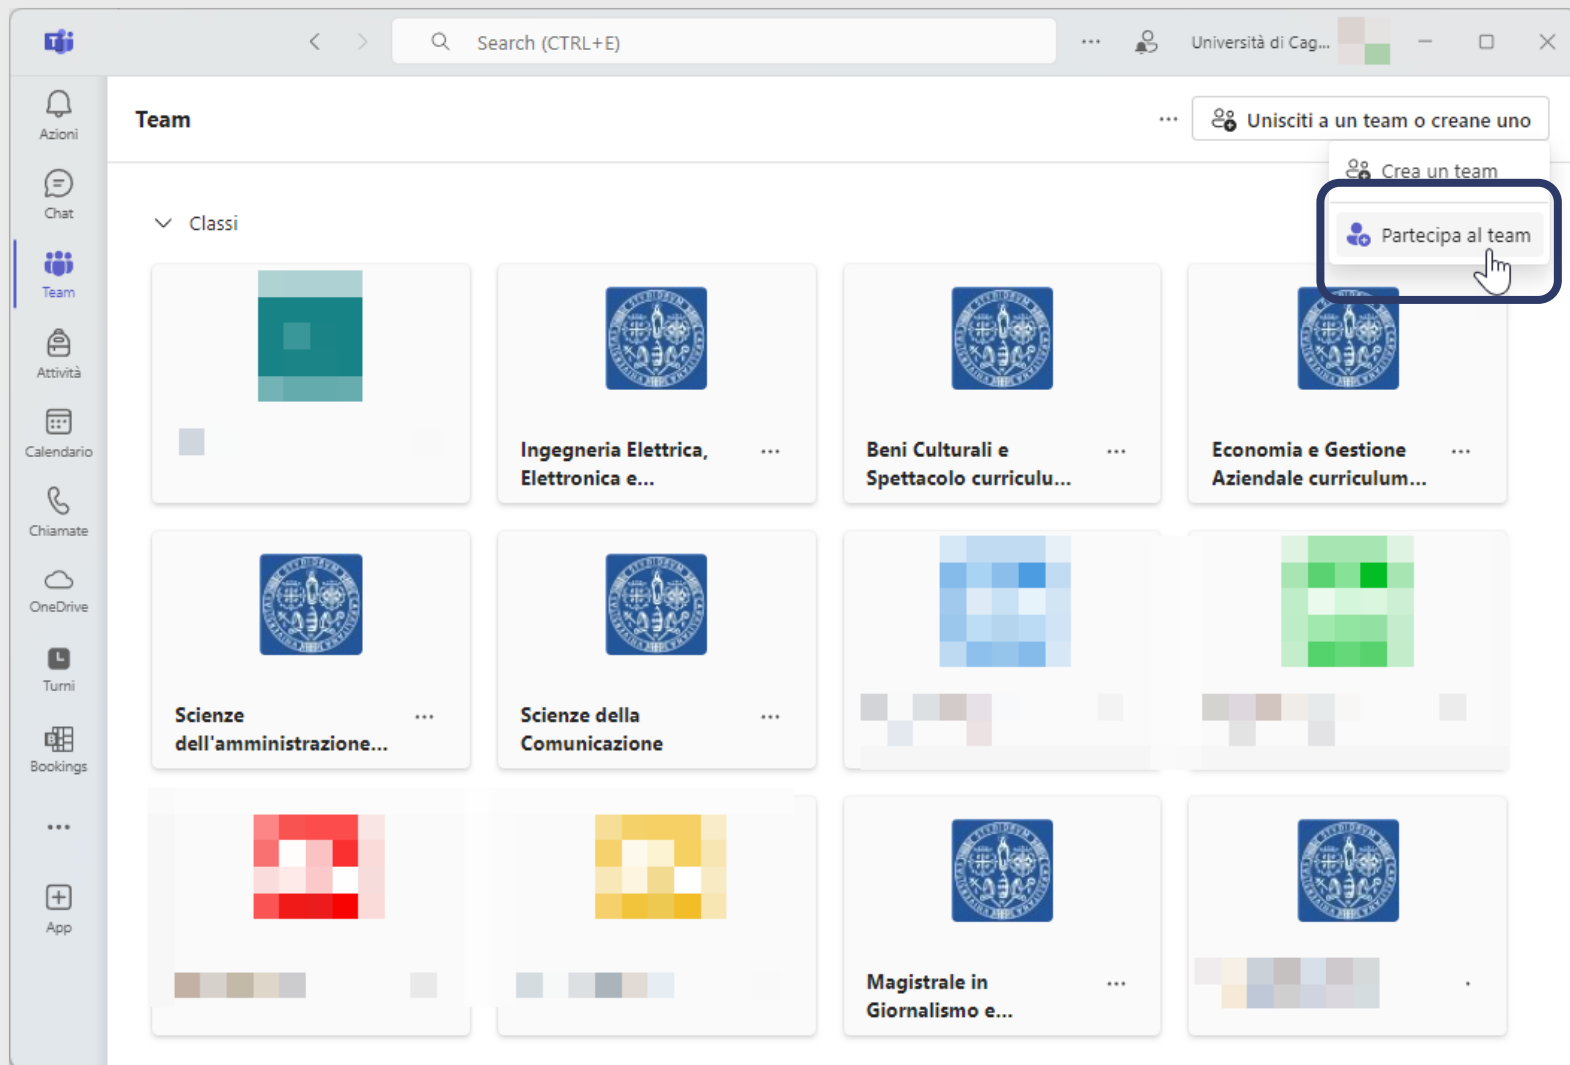 Search (CTRL+E)
Università di Cag...
Azioni
Chat
Team
Attività
Calendario
Chiamate
OneDrive
Turni
Bookings
App
Team
Unisciti a un team o creane uno
Crea un team
Partecipa al team
Classi
Ingegneria Elettrica,
Elettronica e...
Beni Culturali e
Spettacolo curriculu...
Economia e Gestione
Aziendale curriculum...
Scienze
dell'amministrazione...
Scienze della
Comunicazione
Magistrale in
Giornalismo e...